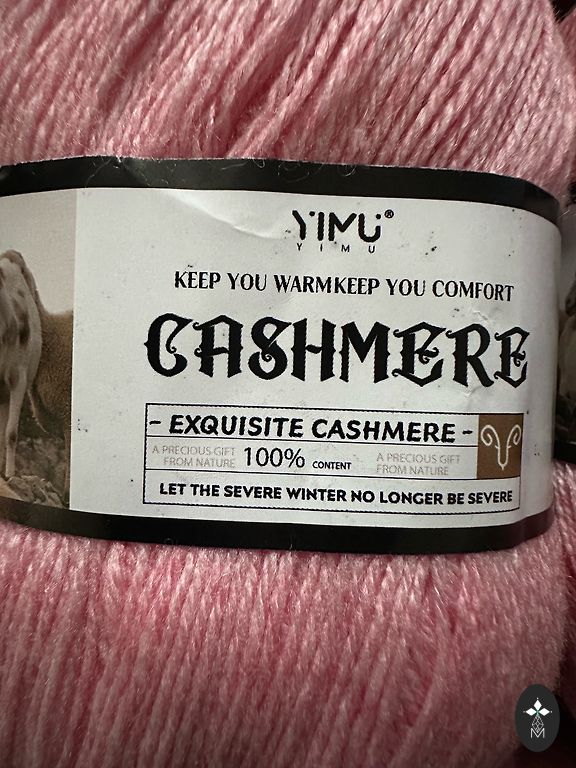 YIMU®
YIMU
KEEP YOU WARMKEEP YOU COMFORT
CASHMERE
- EXQUISITE CASHMERE -
A PRECIOUS GIFT
FROM NATURE
100% CONTENT
A PRECIOUS GIFT
FROM NATURE
LET THE SEVERE WINTER NO LONGER BE SEVERE
M